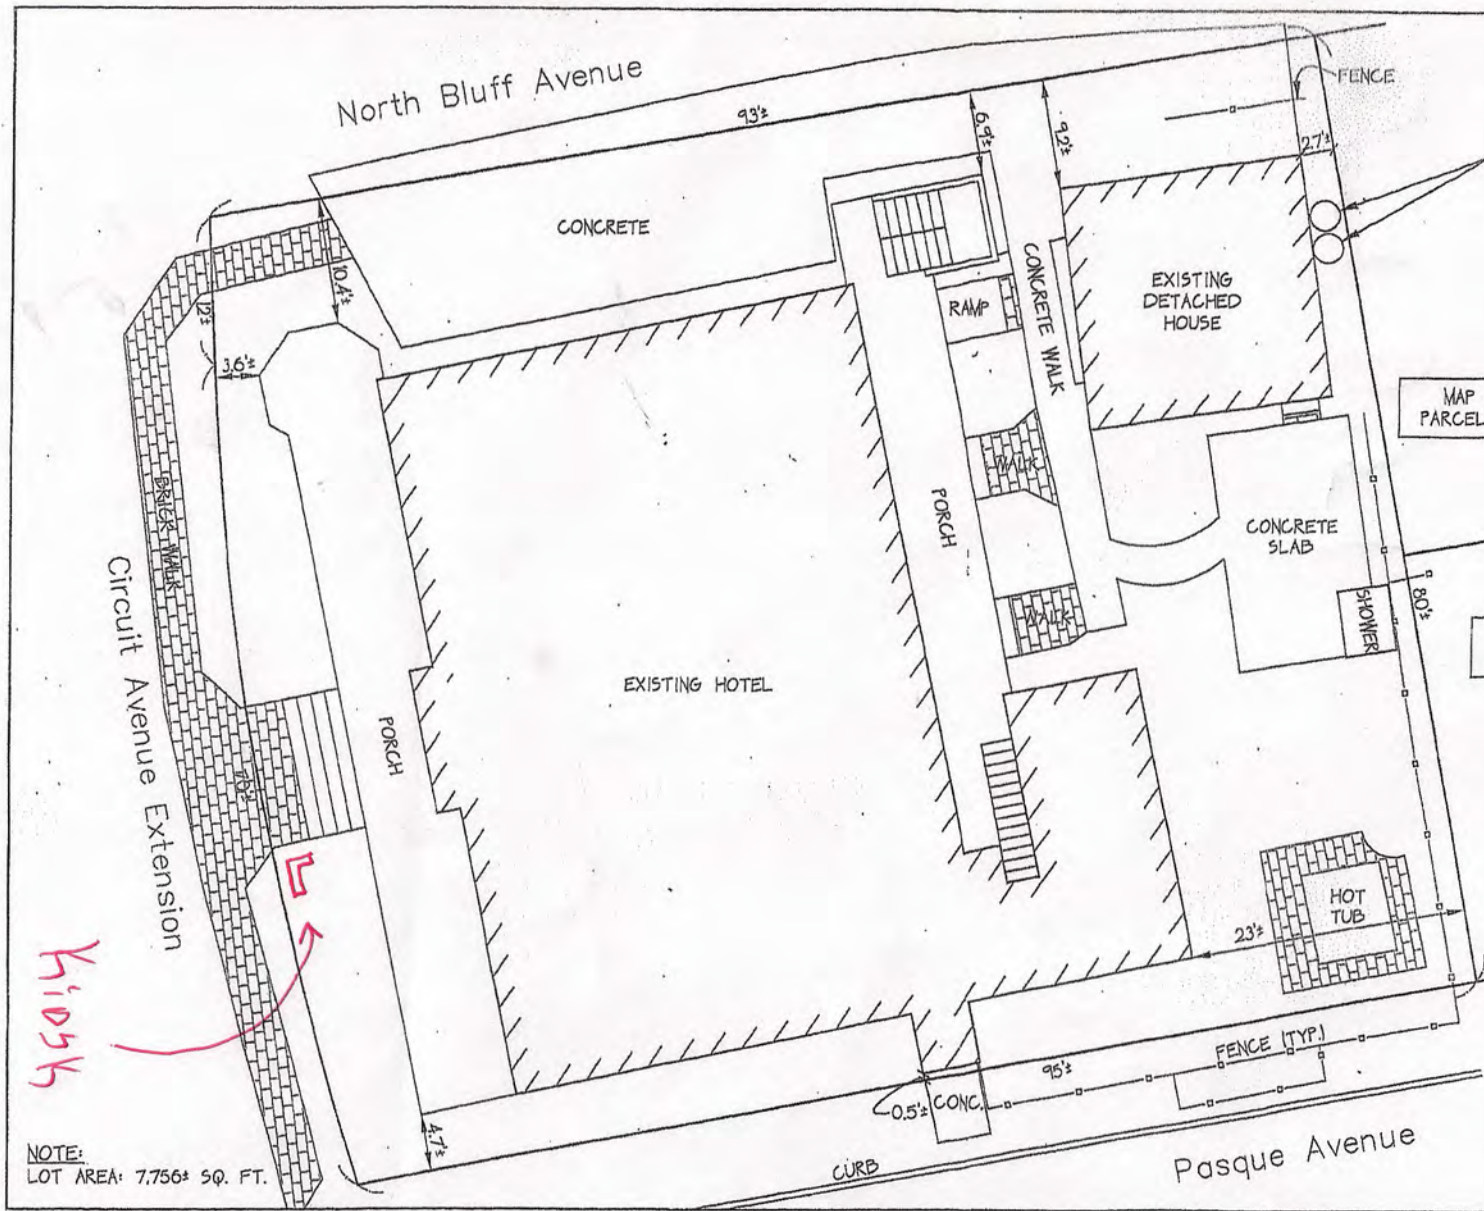 North Bluff Avenue
FENCE
93'±
6.9'±
9.2'±
2.7'±
CONCRETE
10.4'±
12'±
3.6'±
CONCRETE WALK
RAMP
EXISTING
DETACHED
HOUSE
MAP
PARCEL
BRICK WALK
WALK
PORCH
CONCRETE
SLAB
Circuit Avenue Extension
WALK
SHOWER
80'±
EXISTING HOTEL
PORCH
70'±
HOT
TUB
23'±
Kiosk
FENCE (TYP.)
95'±
0.5'±
CONC.
4.7'±
CURB
Pasque Avenue
NOTE:
LOT AREA: 7,756± SQ. FT.